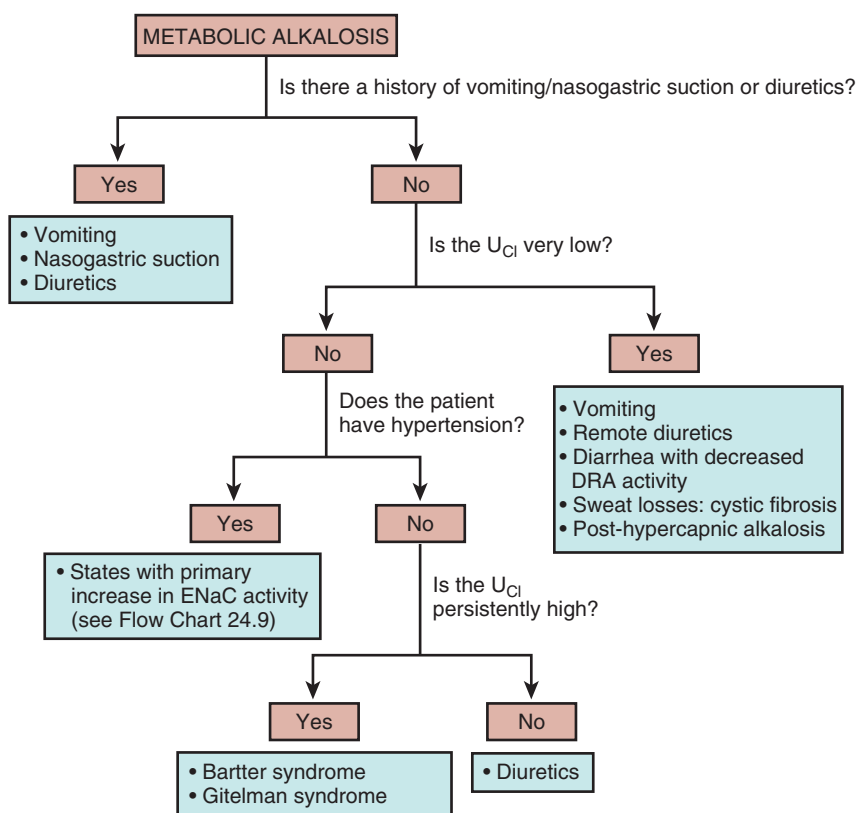 METABOLIC ALKALOSIS
Is there a history of vomiting/nasogastric suction or diuretics?
Yes
No
• Vomiting
• Nasogastric suction
• Diuretics
Is the UCl very low?
No
Yes
Does the patient
have hypertension?
• Vomiting
• Remote diuretics
• Diarrhea with decreased
DRA activity
• Sweat losses: cystic fibrosis
• Post-hypercapnic alkalosis
Yes
No
• States with primary
increase in ENaC activity
(see Flow Chart 24.9)
Is the UCl
persistently high?
Yes
No
• Bartter syndrome
• Gitelman syndrome
• Diuretics